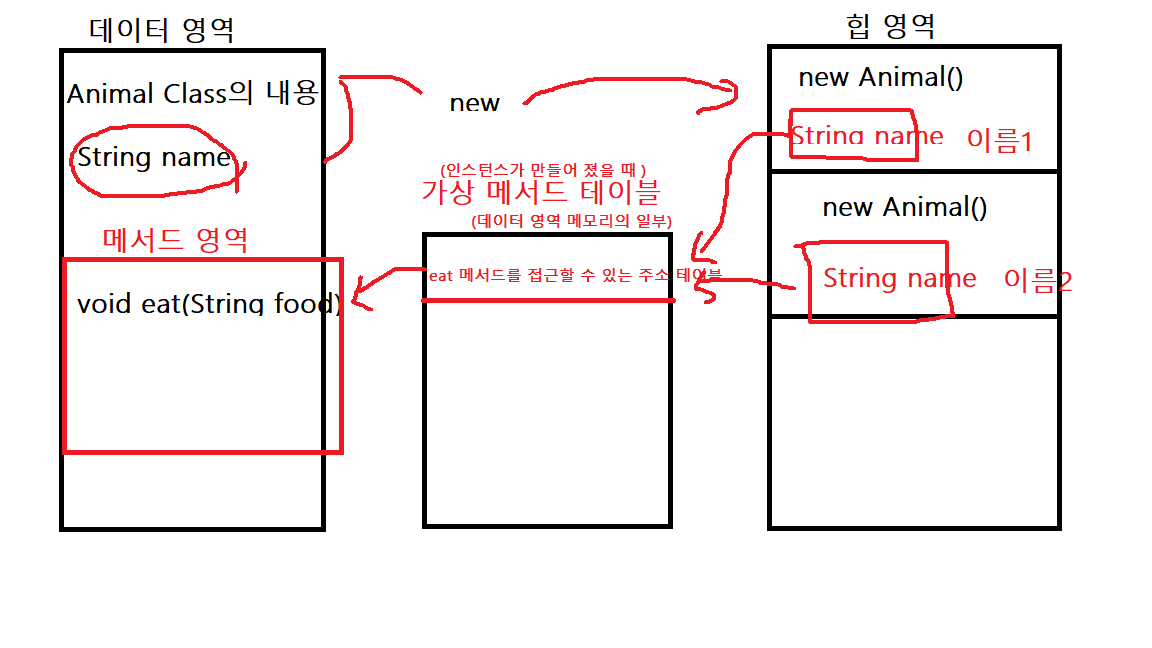 데이터 영역
Animal Class의 내용
String name
메서드 영역
void eat(String food)
new
(인스턴스가 만들어 졌을 때 )
가상 메서드 테이블
(데이터 영역 메모리의 일부)
eat 메서드를 접근할 수 있는 주소 테이블
힙 영역
new Animal()
String name 이름1
new Animal()
String name 이름2